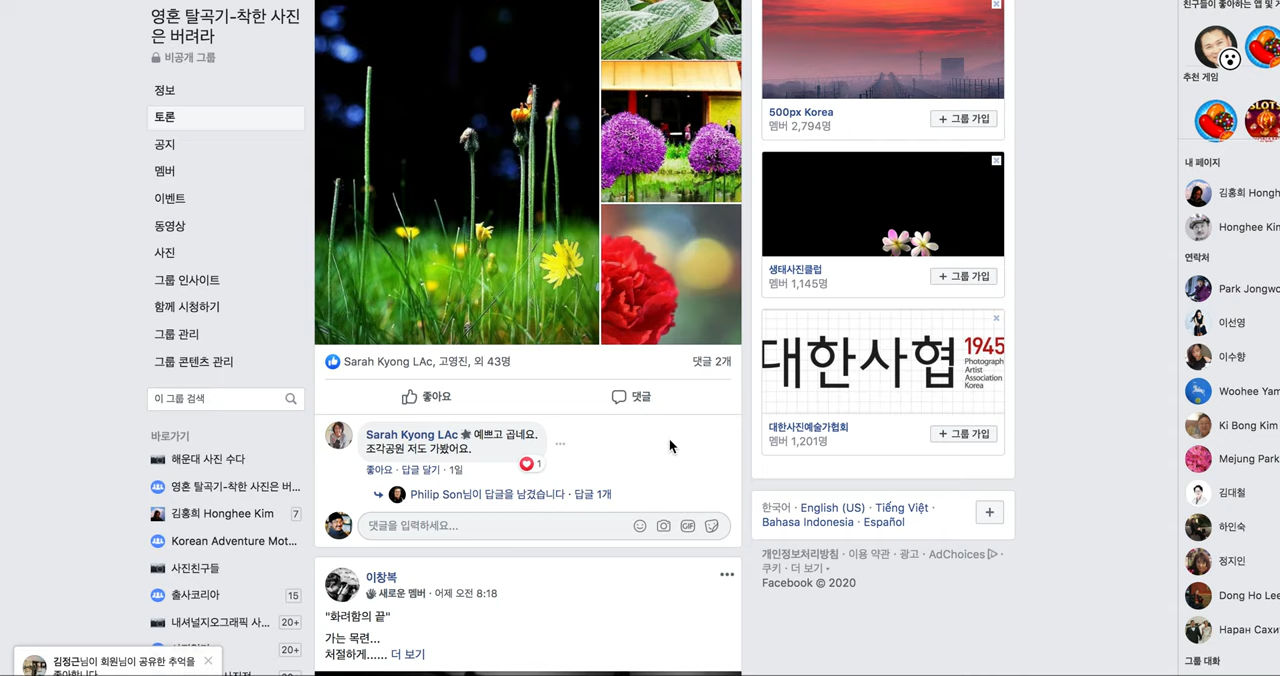 영혼 탈곡기-착한 사진
은 버려라
비공개 그룹
정보
토론
공지
멤버
이벤트
동영상
사진
그룹 인사이트
함께 시청하기
그룹 관리
그룹 콘텐츠 관리
이 그룹 검색
바로가기
해운대 사진 수다
영혼 탈곡기-착한 사진은 버...
김홍희 Honghee Kim 7
Korean Adventure Mot...
사진친구들
출사코리아 15
내셔널지오그래픽 사... 20+
20+
김정근님이 회원님이 공유한 추억을
좋아합니다
Sarah Kyong LAc, 고영진, 외 43명 댓글 2개
좋아요 댓글
Sarah Kyong LAc 예쁘고 곱네요.
조각공원 저도 가봤어요.
1
좋아요 · 답글 달기 · 1일
Philip Son님이 답글을 남겼습니다 · 답글 1개
댓글을 입력하세요...
GIF
이창복
새로운 멤버 · 어제 오전 8:18
"화려함의 끝"
가는 목련...
처절하게...... 더 보기
500px Korea
멤버 2,794명
+ 그룹 가입
생태사진클럽
멤버 1,145명
+ 그룹 가입
대한사협 1945
Photograph
Artist
Association
Korea
대한사진예술가협회
멤버 1,201명
+ 그룹 가입
한국어 · English (US) · Tiếng Việt ·
Bahasa Indonesia · Español
개인정보처리방침 · 이용 약관 · 광고 · AdChoices ·
쿠키 · 더 보기
Facebook © 2020
친구들이 좋아하는 앱 및
추천 게임
SLOTS
내 페이지
김홍희 Hongh
Honghee Kim
연락처
Park Jongwo
이선영
이수향
Woohee Yam
Ki Bong Kim
Mejung Park
김대철
하인숙
정지인
Dong Ho Lee
Наран Сахи
그룹 대화